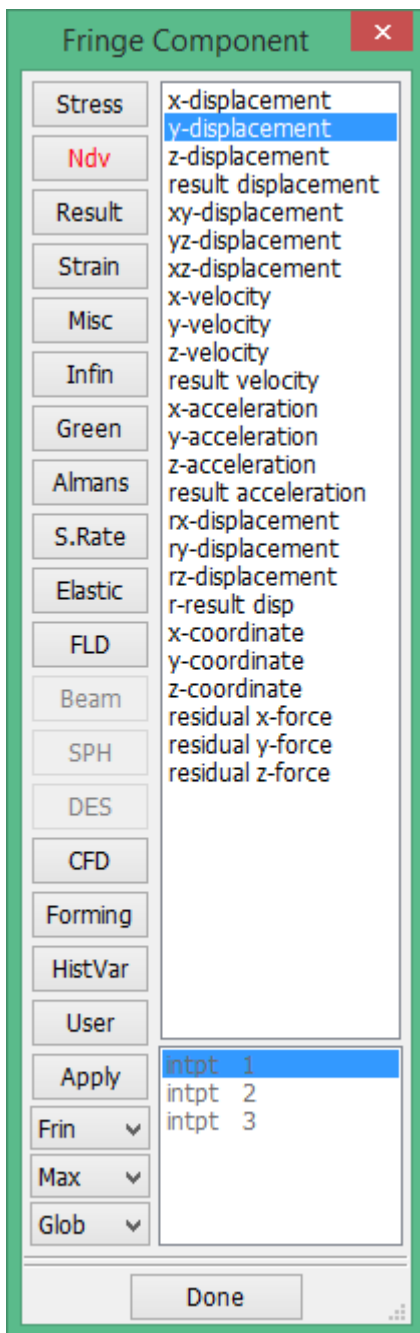 Fringe Component
Stress
Ndv
Result
Strain
Misc
Infin
Green
Almans
S.Rate
Elastic
FLD
Beam
SPH
DES
CFD
Forming
HistVar
User
Apply
Frin
Max
Glob
x-displacement
y-displacement
z-displacement
result displacement
xy-displacement
yz-displacement
xz-displacement
x-velocity
y-velocity
z-velocity
result velocity
x-acceleration
y-acceleration
z-acceleration
result acceleration
rx-displacement
ry-displacement
rz-displacement
r-result disp
x-coordinate
y-coordinate
z-coordinate
residual x-force
residual y-force
residual z-force
intpt 1
intpt 2
intpt 3
Done